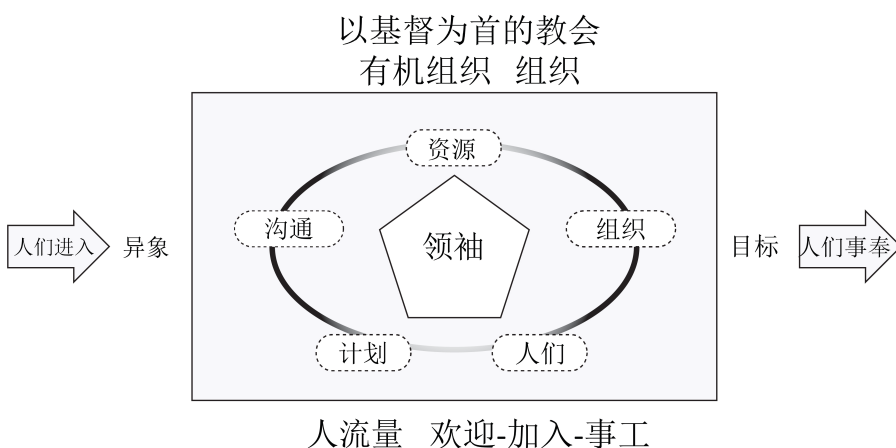 以基督为首的教会
有机组织 组织
资源
沟通
组织
领袖
人们进入
异象
目标
人们事奉
计划
人们
人流量 欢迎-加入-事工